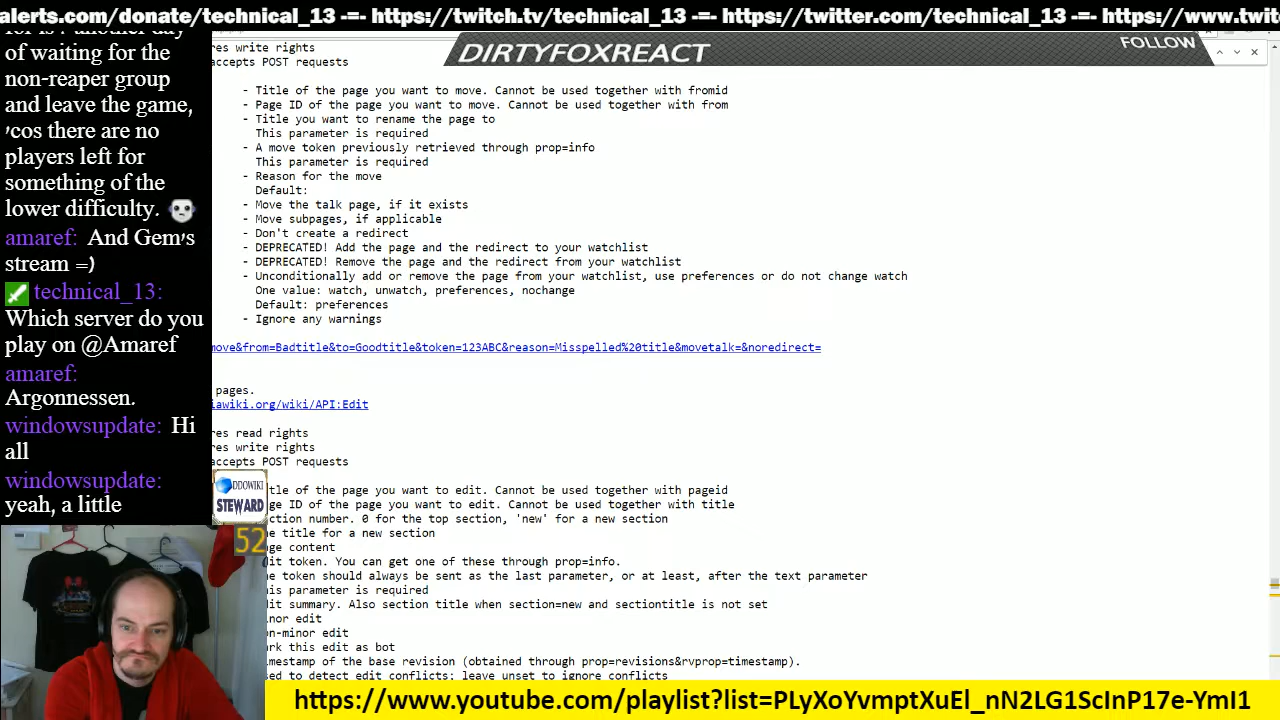 alerts.com/donate/technical_13 -=- https://twitch.tv/technical_13 -=- https://twitter.com/technical_13 -=- https://www.twit
for is ? another day
of waiting for the
non-reaper group
and leave the game,
'cos there are no
players left for
something of the
lower difficulty.
amaref: And Gem's
stream =)
technical_13:
Which server do you
play on @Amaref
amaref:
Argonnessen.
windowsupdate: Hi
all
windowsupdate:
yeah, a little
DIRTYFOXREACT
FOLLOW
res write rights
accepts POST requests
- Title of the page you want to move. Cannot be used together with fromid
- Page ID of the page you want to move. Cannot be used together with from
- Title you want to rename the page to
This parameter is required
- A move token previously retrieved through prop=info
This parameter is required
- Reason for the move
Default:
- Move the talk page, if it exists
- Move subpages, if applicable
- Don't create a redirect
- DEPRECATED! Add the page and the redirect to your watchlist
- DEPRECATED! Remove the page and the redirect from your watchlist
- Unconditionally add or remove the page from your watchlist, use preferences or do not change watch
One value: watch, unwatch, preferences, nochange
Default: preferences
- Ignore any warnings
move&from=Badtitle&to=Goodtitle&token=123ABC&reason=Misspelled%20title&movetalk=&noredirect=
pages.
iawiki.org/wiki/API:Edit
res read rights
res write rights
accepts POST requests
DDOWIKI
STEWARD
52
tle of the page you want to edit. Cannot be used together with pageid
ge ID of the page you want to edit. Cannot be used together with title
ction number. 0 for the top section, 'new' for a new section
he title for a new section
ge content
it token. You can get one of these through prop=info.
he token should always be sent as the last parameter, or at least, after the text parameter
his parameter is required
dit summary. Also section title when section=new and sectiontitle is not set
inor edit
on-minor edit
rk this edit as bot
imestamp of the base revision (obtained through prop=revisions&rvprop=timestamp).
sed to detect edit conflicts; leave unset to ignore conflicts
https://www.youtube.com/playlist?list=PLyXoYvmptXuEl_nN2LG1ScInP17e-YmI1